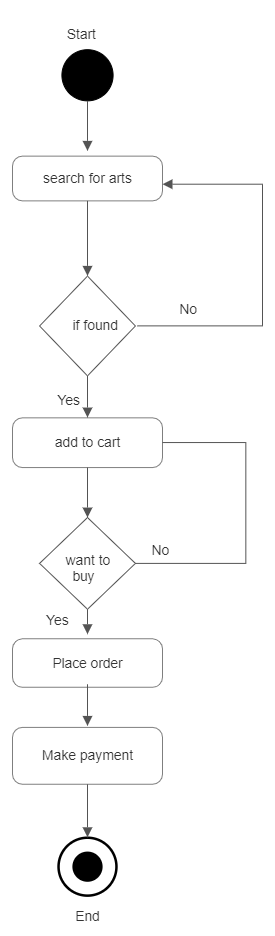 Start
search for arts
if found
No
Yes
add to cart
want to
buy
No
Yes
Place order
Make payment
End